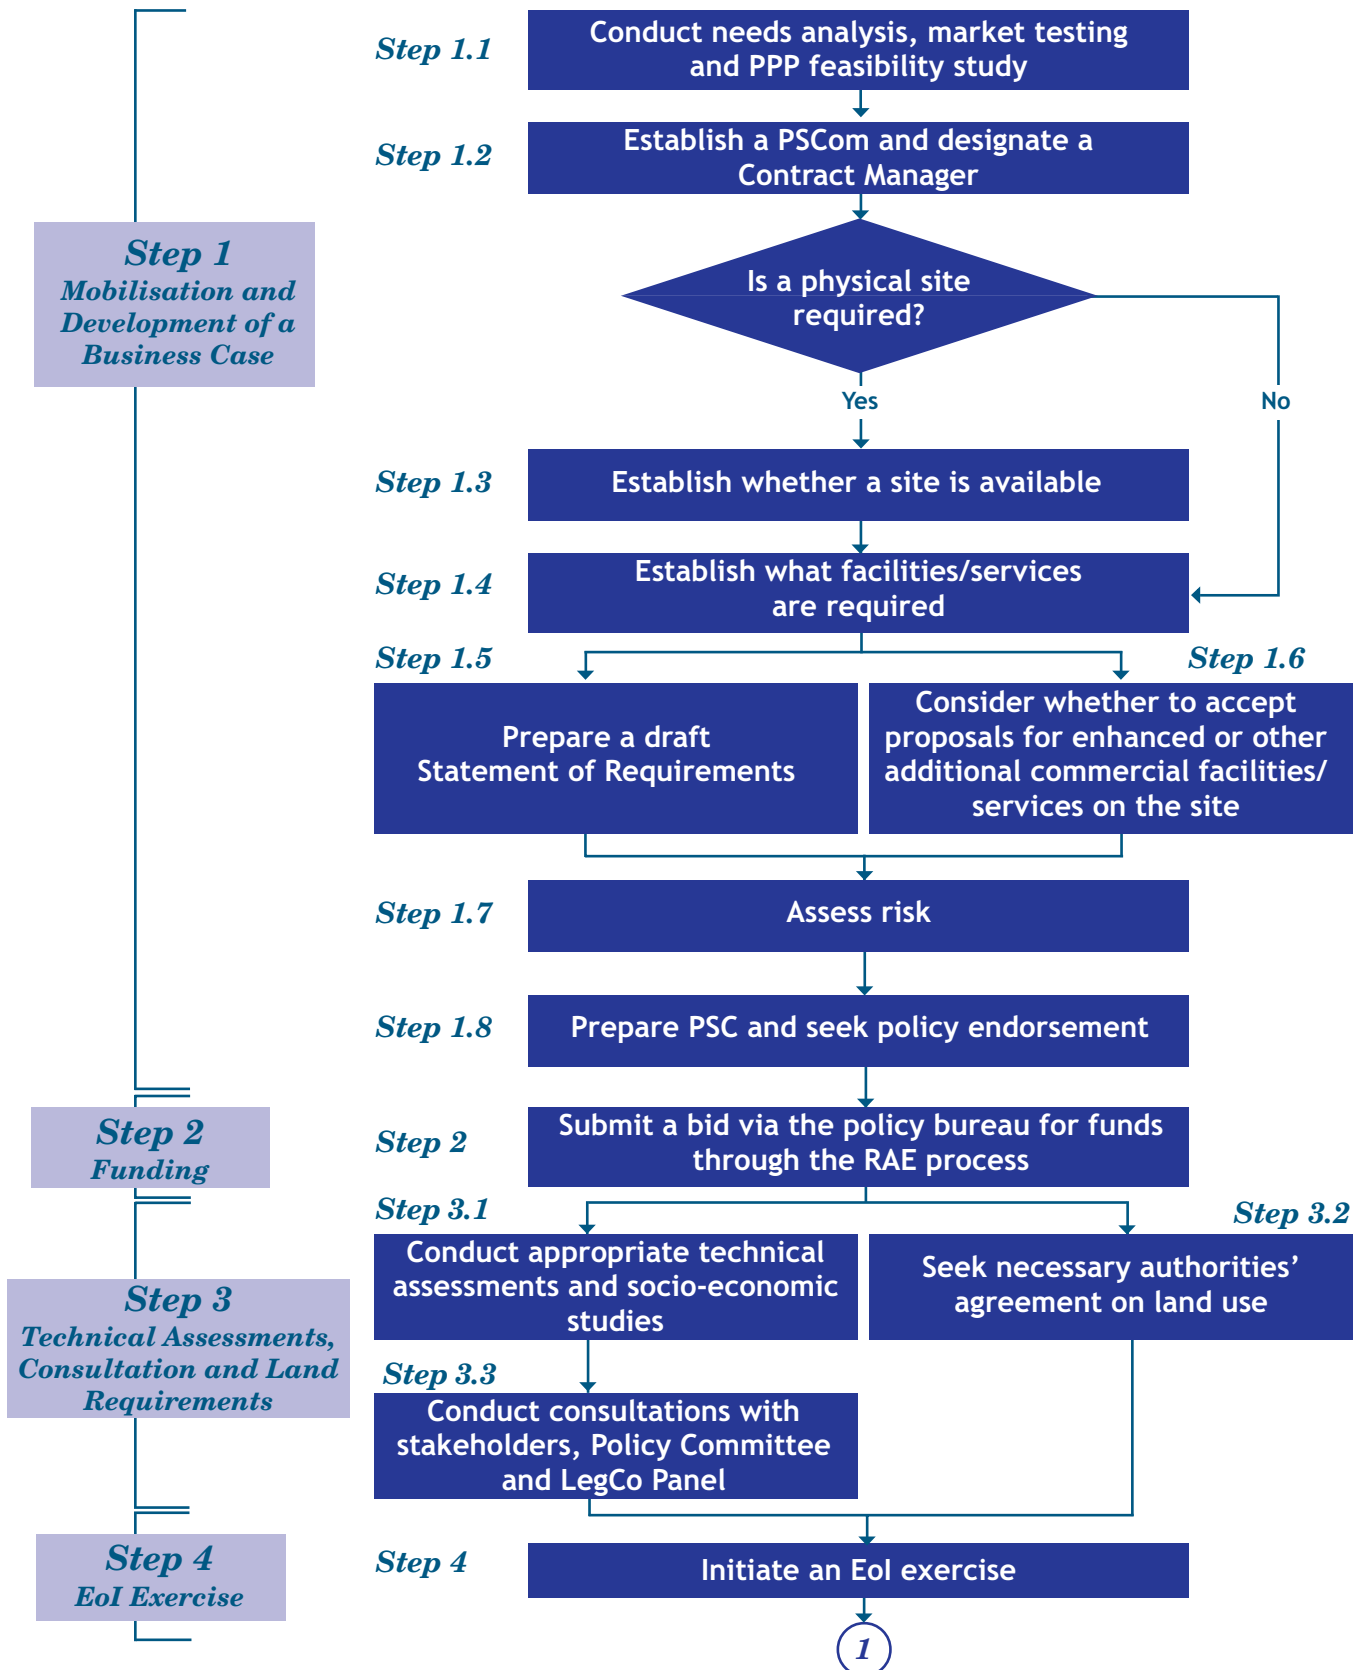 Step 1.1
Conduct needs analysis, market testing
and PPP feasibility study
Step 1.2
Establish a PSCom and designate a
Contract Manager
Step 1
Mobilisation and
Development of a
Business Case
Is a physical site
required?
Yes
No
Step 1.3
Establish whether a site is available
Step 1.4
Establish what facilities/services
are required
Step 1.5
Prepare a draft
Statement of Requirements
Step 1.6
Consider whether to accept
proposals for enhanced or other
additional commercial facilities/
services on the site
Step 1.7
Assess risk
Step 1.8
Prepare PSC and seek policy endorsement
Step 2
Funding
Step 2
Submit a bid via the policy bureau for funds
through the RAE process
Step 3
Technical Assessments,
Consultation and Land
Requirements
Step 3.1
Conduct appropriate technical
assessments and socio-economic
studies
Step 3.2
Seek necessary authorities’
agreement on land use
Step 3.3
Conduct consultations with
stakeholders, Policy Committee
and LegCo Panel
Step 4
EoI Exercise
Step 4
Initiate an EoI exercise
1